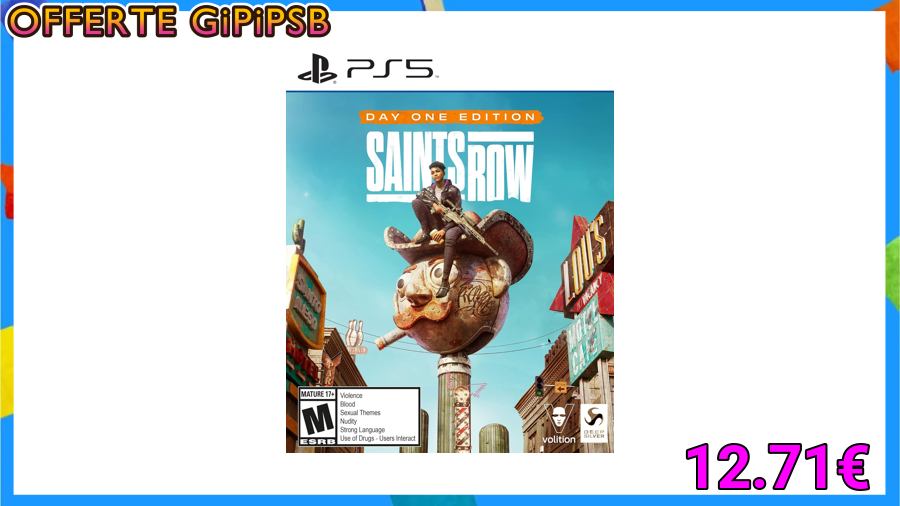 OFFERTE GiPiPSB
PS5
DAY ONE EDITION
SAINTS ROW
LOU'S
CAFE
MATURE 17+
M
ESRB
Violence
Blood
Sexual Themes
Nudity
Strong Language
Use of Drugs - Users Interact
volition
DEEP
SILVER
12.71€